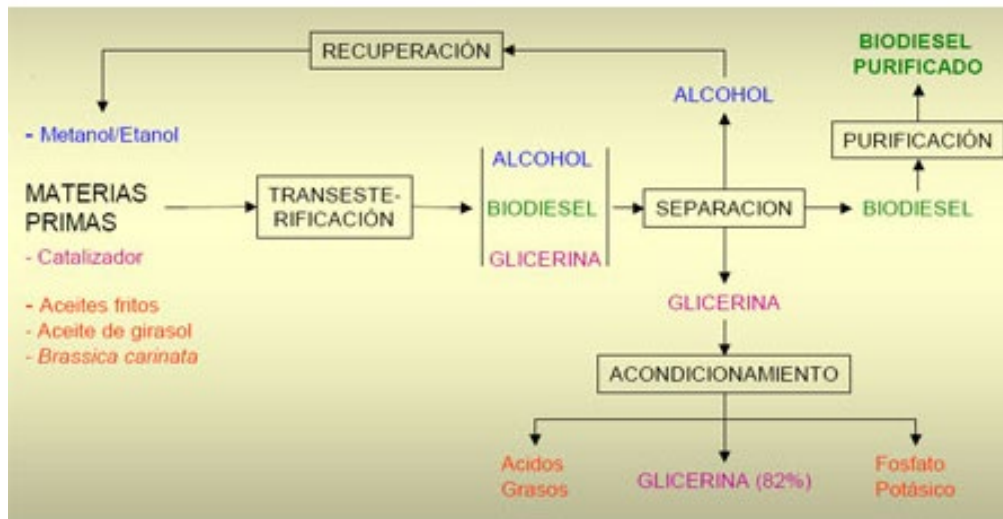 RECUPERACIÓN
BIODIESEL
PURIFICADO
ALCOHOL
- Metanol/Etanol
PURIFICACIÓN
MATERIAS
PRIMAS
TRANSESTE-
RIFICACIÓN
ALCOHOL
BIODIESEL
GLICERINA
SEPARACION
BIODIESEL
- Catalizador
- Aceites fritos
- Aceite de girasol
- Brassica carinata
GLICERINA
ACONDICIONAMIENTO
Acidos
Grasos
GLICERINA (82%)
Fosfato
Potásico